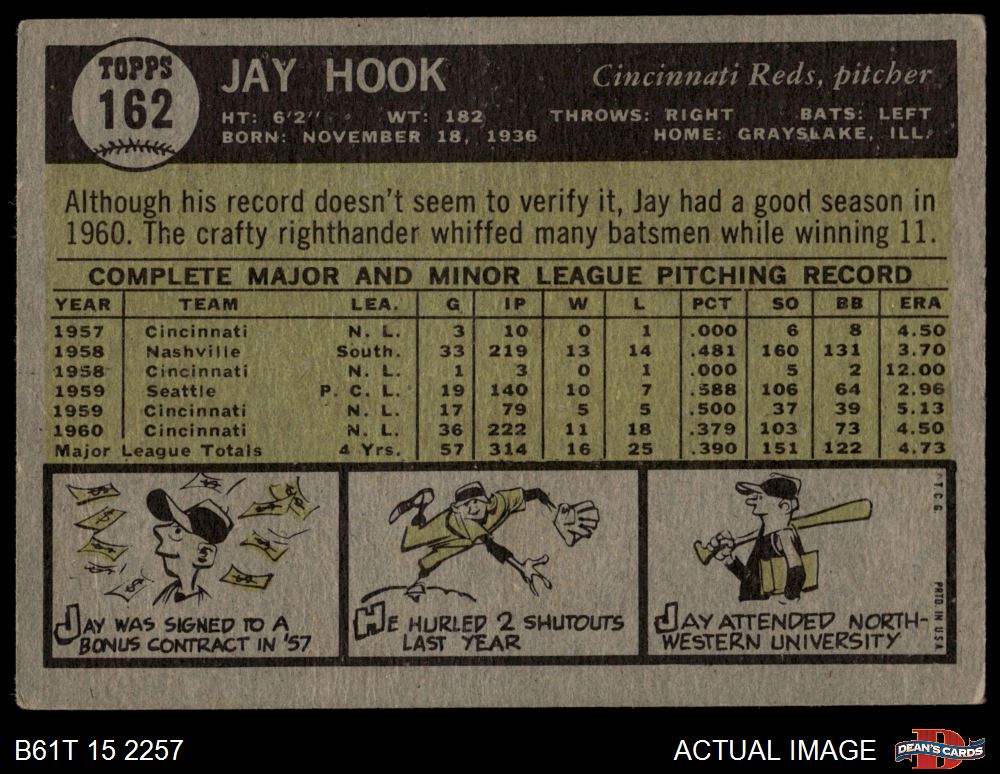 TOPPS
162
JAY HOOK
Cincinnati Reds, pitcher
HT: 6'2" WT: 182 THROWS: RIGHT BATS: LEFT
BORN: NOVEMBER 18, 1936 HOME: GRAYSLAKE, ILL.
Although his record doesn't seem to verify it, Jay had a good season in
1960. The crafty righthander whiffed many batsmen while winning 11.
COMPLETE MAJOR AND MINOR LEAGUE PITCHING RECORD
YEAR TEAM LEA. G IP W L PCT SO BB ERA
1957 Cincinnati N. L. 3 10 0 1 .000 6 8 4.50
1958 Nashville South. 33 219 13 14 .481 160 131 3.70
1958 Cincinnati N. L. 1 3 0 1 .000 5 2 12.00
1959 Seattle P. C. L. 19 140 10 7 .588 106 64 2.96
1959 Cincinnati N. L. 17 79 5 5 .500 37 39 5.13
1960 Cincinnati N. L. 36 222 11 18 .379 103 73 4.50
Major League Totals 4 Yrs. 57 314 16 25 .390 151 122 4.73
JAY WAS SIGNED TO A
BONUS CONTRACT IN '57
HE HURLED 2 SHUTOUTS
LAST YEAR
JAY ATTENDED NORTH-
WESTERN UNIVERSITY
T.C.G.
PRTD. IN U.S.A.
B61T 15 2257
ACTUAL IMAGE
DEAN'S CARDS